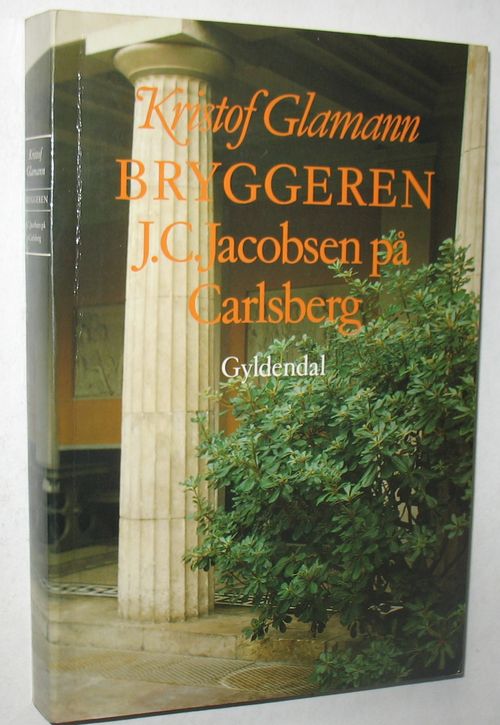 Kristof Glamann
BRYGGEREN
J.C. Jacobsen på
Carlsberg
Gyldendal
Kristof
Glamann
BRYGGEREN
J.C. Jacobsen på
Carlsberg